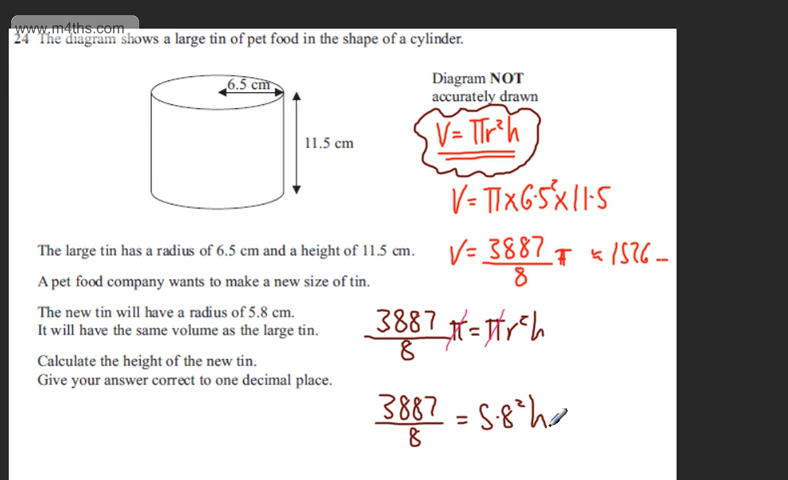 www.m4ths.com
24 The diagram shows a large tin of pet food in the shape of a cylinder.
6.5 cm
11.5 cm
Diagram NOT
accurately drawn
V = πr²h
V = π × 6.5² × 11.5
V = 3887/8 π ≈ 1526 –
The large tin has a radius of 6.5 cm and a height of 11.5 cm.
A pet food company wants to make a new size of tin.
The new tin will have a radius of 5.8 cm.
It will have the same volume as the large tin.
Calculate the height of the new tin.
Give your answer correct to one decimal place.
3887/8 π = πr²h
3887/8 = 5.8²h